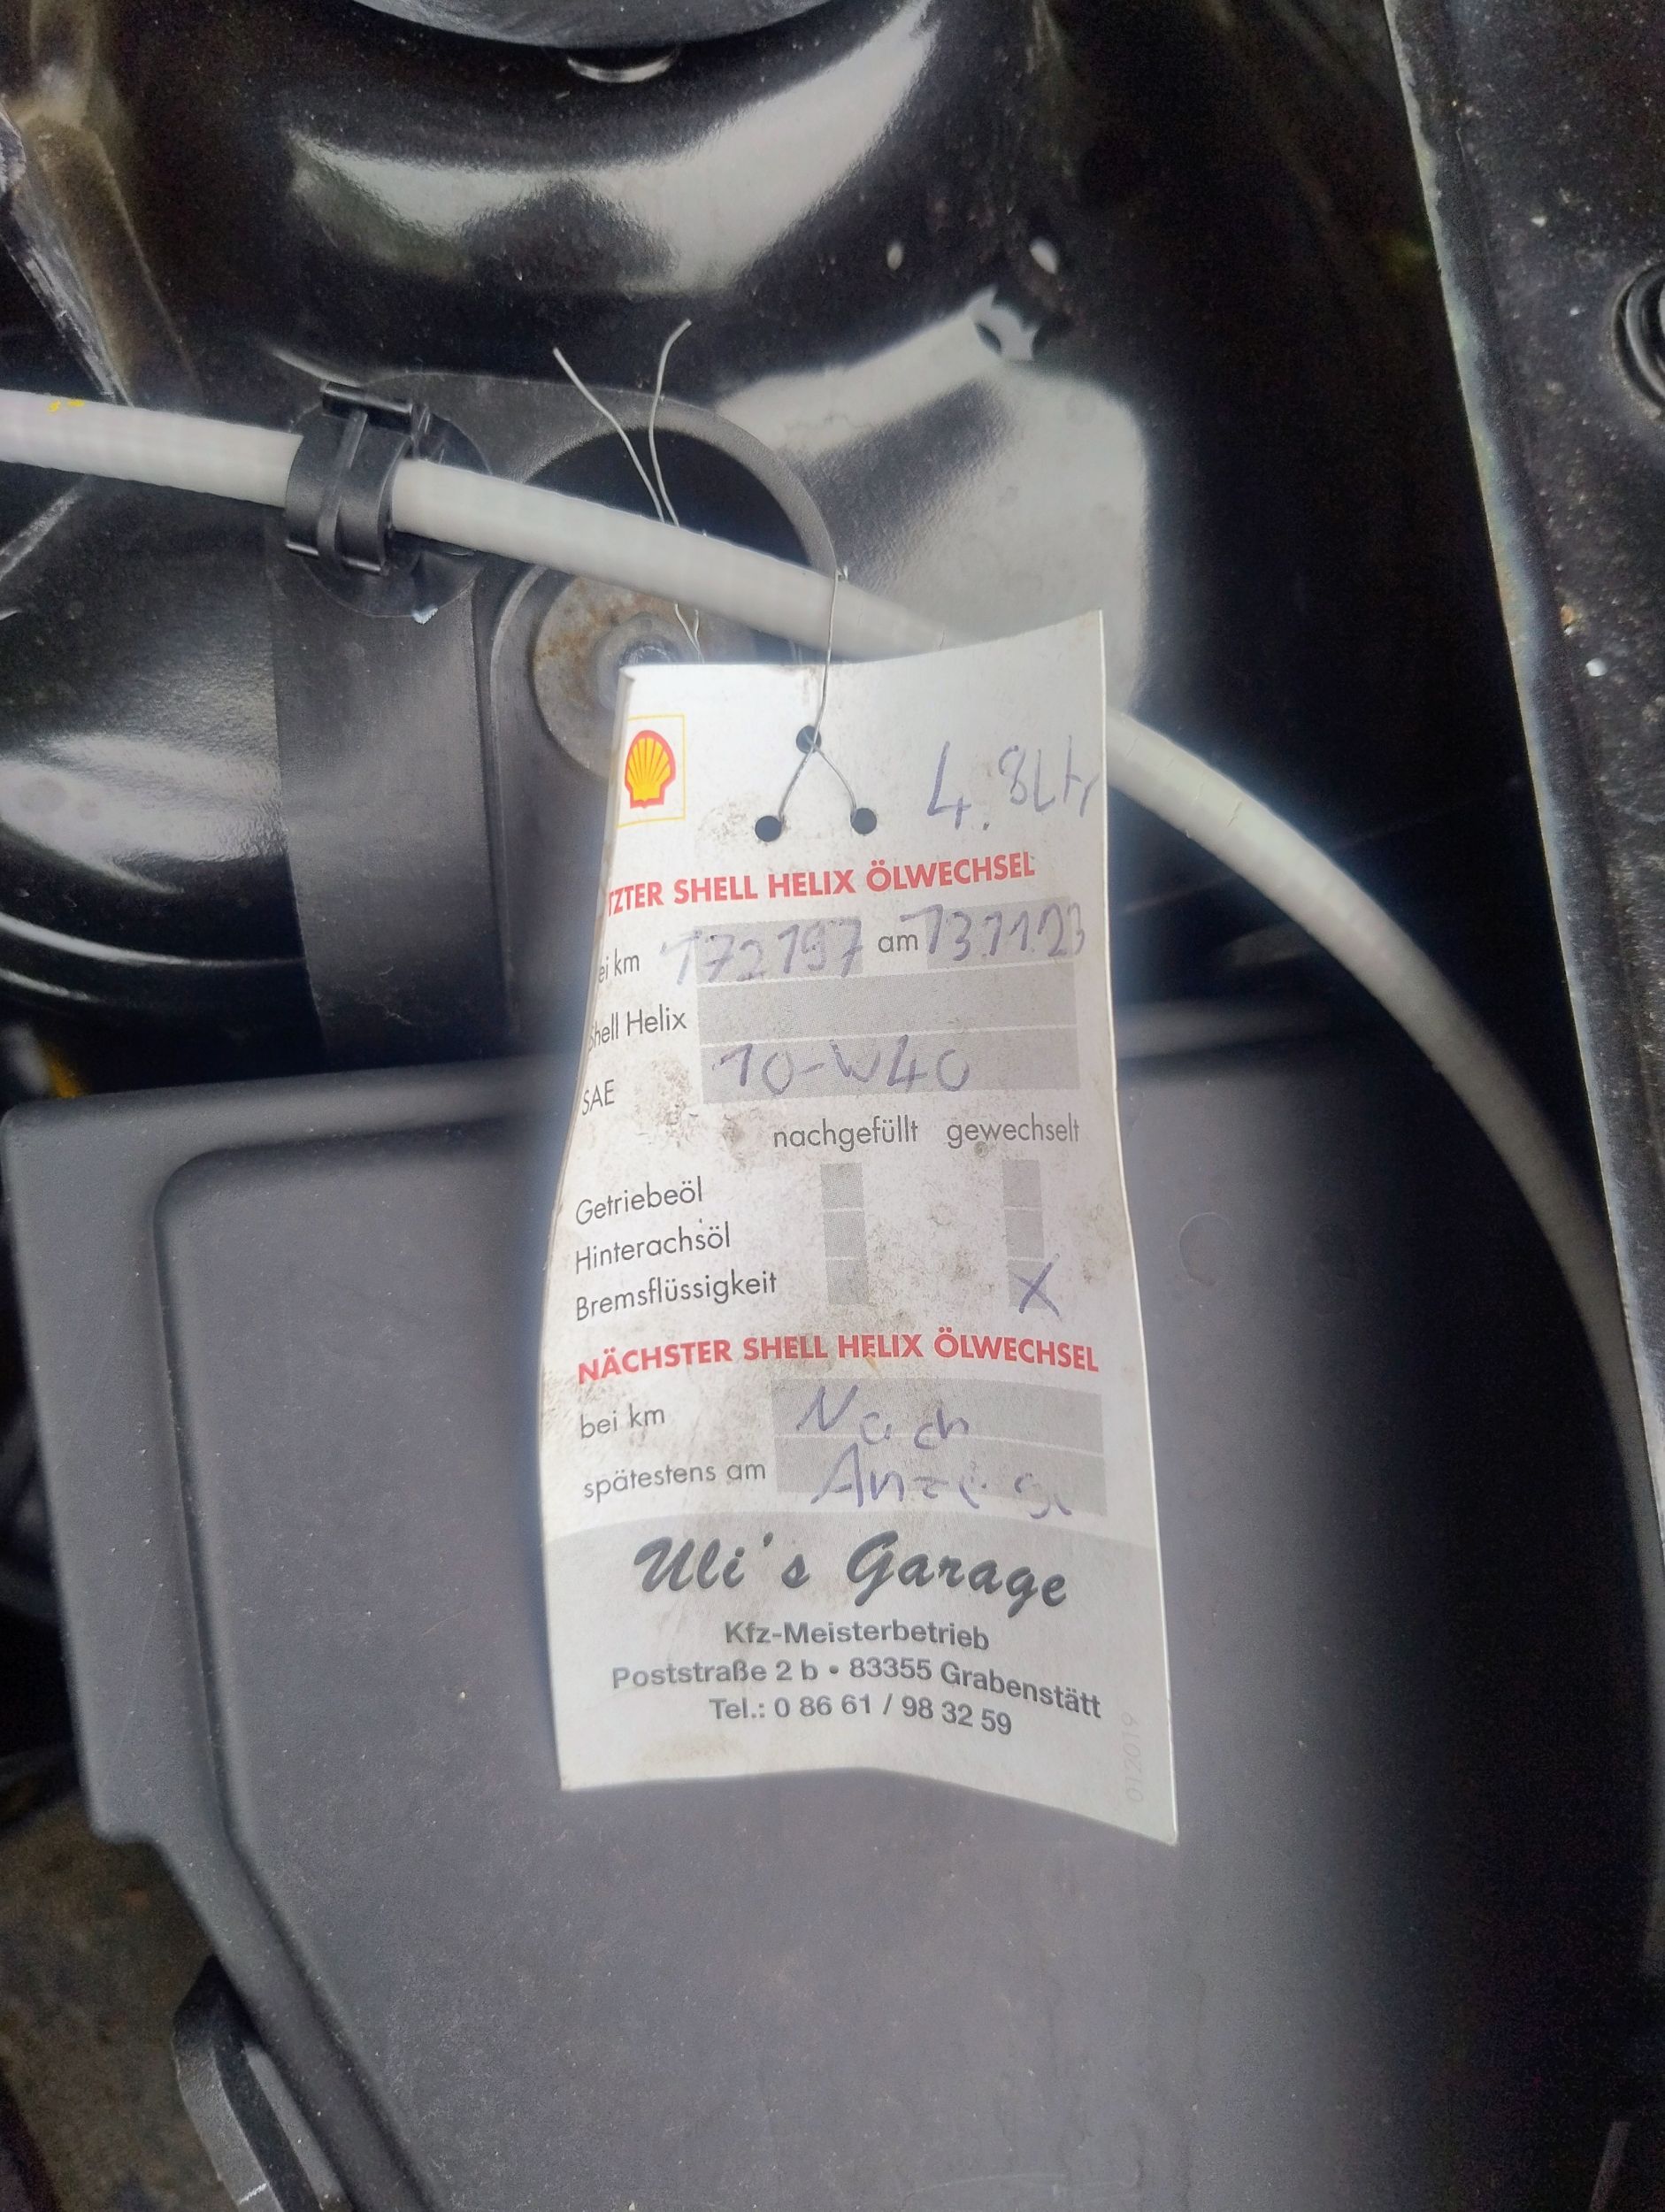 4.8Ltr
TZTER SHELL HELIX ÖLWECHSEL
ei km 172197 am 13.11.23
Shell Helix
SAE 10-W40
nachgefüllt gewechselt
Getriebeöl
Hinterachsöl
Bremsflüssigkeit X
NÄCHSTER SHELL HELIX ÖLWECHSEL
bei km Nach
spätestens am Anzeige
Uli's Garage
Kfz-Meisterbetrieb
Poststraße 2 b • 83355 Grabenstätt
Tel.: 0 86 61 / 98 32 59
012019